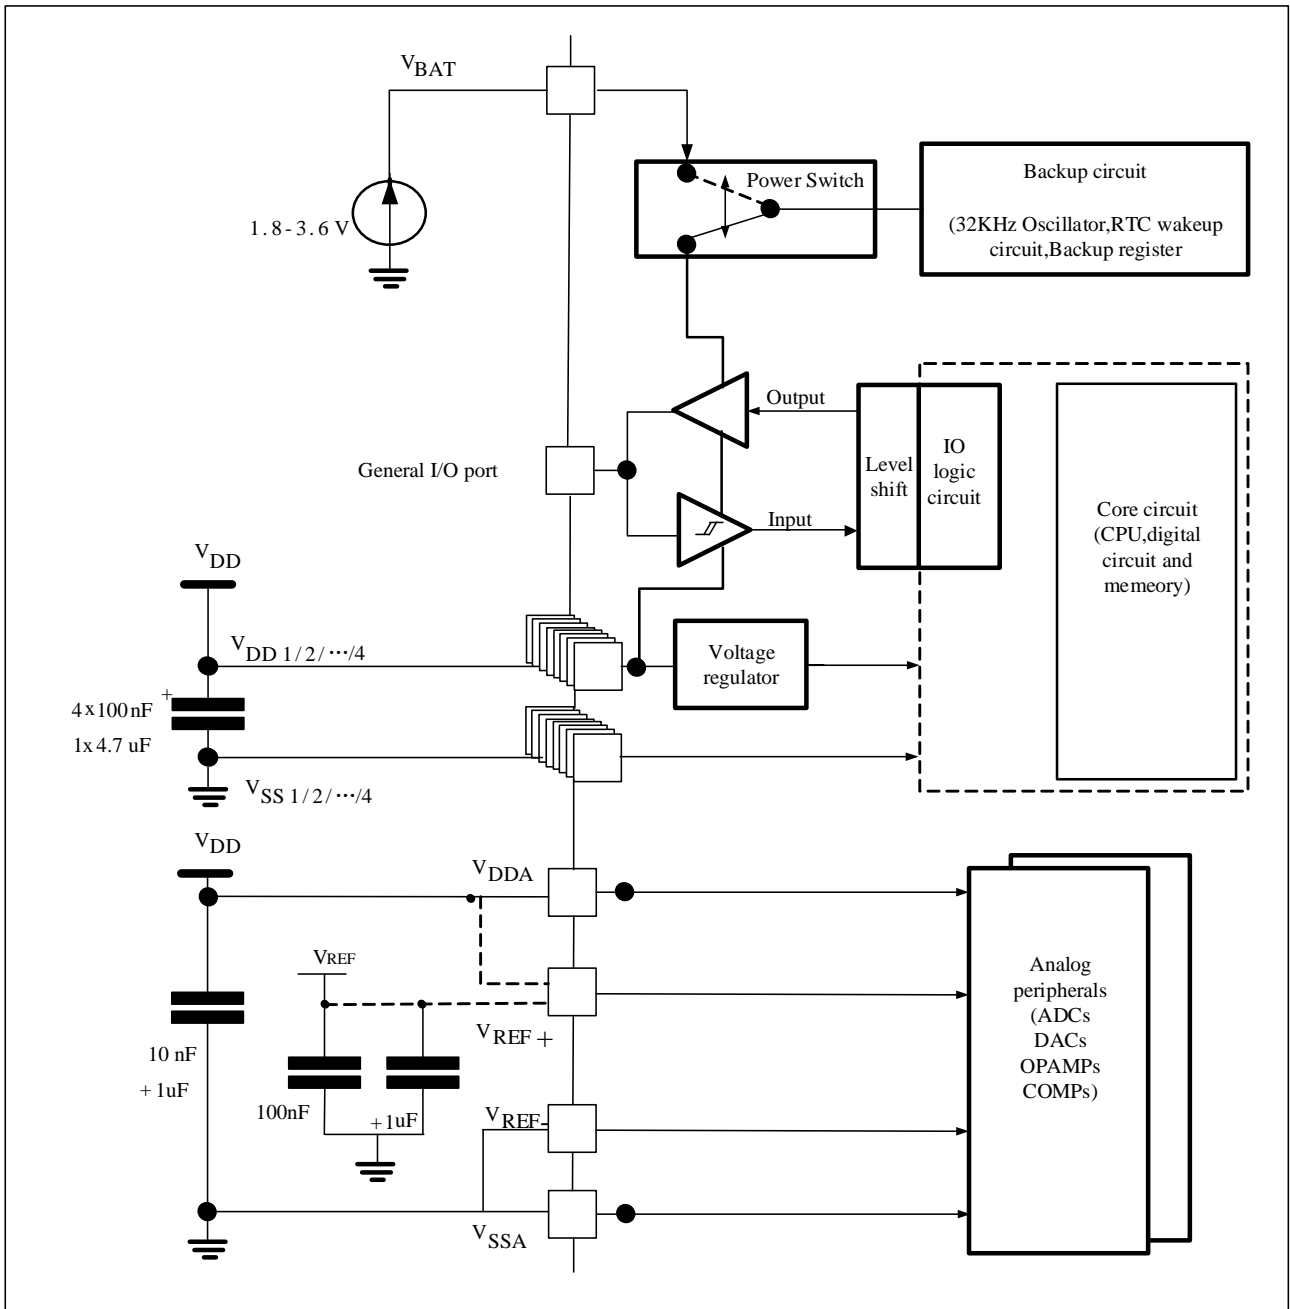 VBAT
1.8-3.6 V
Power Switch
Backup circuit
(32KHz Oscillator,RTC wakeup
circuit,Backup register
General I/O port
Output
Input
Level
shift
IO
logic
circuit
Core circuit
(CPU,digital
circuit and
memeory)
VDD
VDD 1/2/···/4
4x100nF
1x4.7 uF
+
VSS 1/2/···/4
Voltage
regulator
VDD
VDDA
VREF
VREF+
10 nF
+1uF
100nF
+1uF
VREF-
VSSA
Analog
peripherals
(ADCs
DACs
OPAMPs
COMPs)